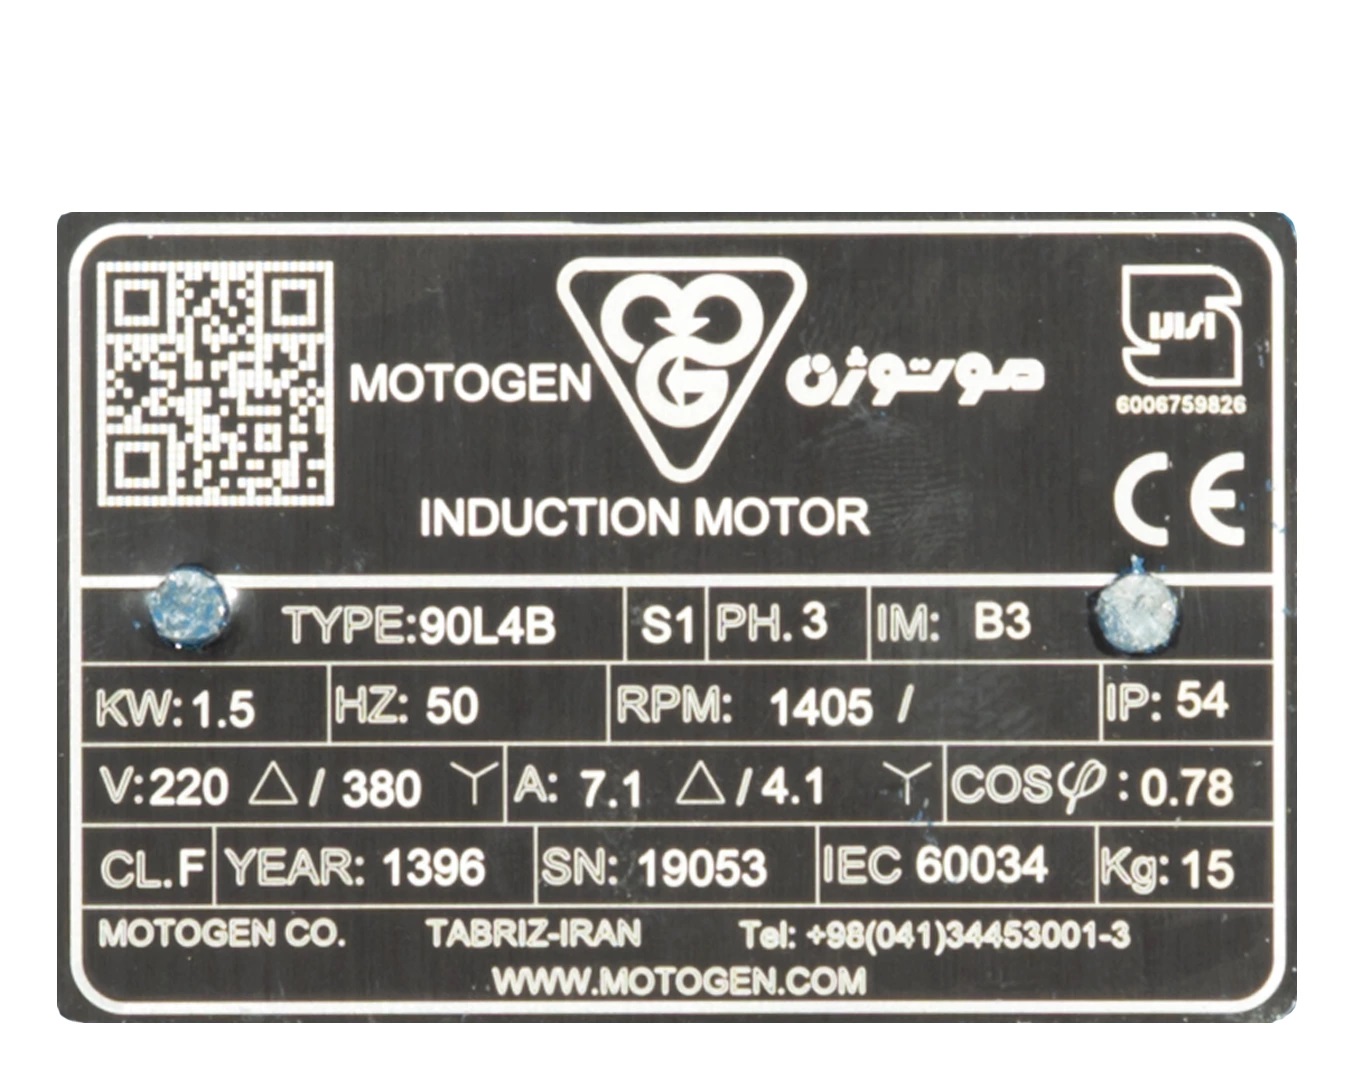 MOTOGEN موتوژن
6006759826
CE
INDUCTION MOTOR
TYPE:90L4B S1 PH.3 IM: B3
KW:1.5 HZ: 50 RPM: 1405 / IP: 54
V:220 △ / 380 Y A: 7.1 △ / 4.1 Y COSφ : 0.78
CL.F YEAR: 1396 SN: 19053 IEC 60034 Kg: 15
MOTOGEN CO. TABRIZ-IRAN Tel: +98(041)34453001-3
WWW.MOTOGEN.COM